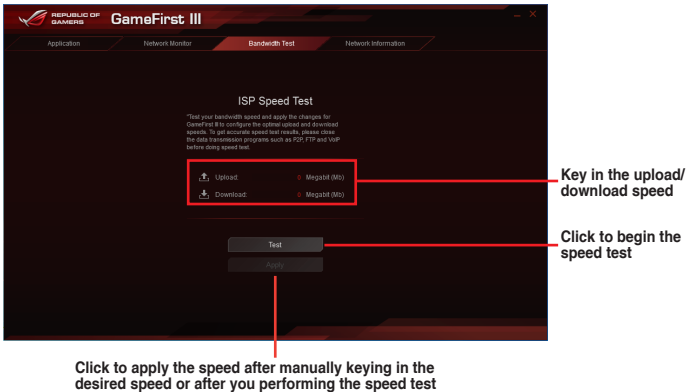 REPUBLIC OF
GAMERS
GameFirst III
Application
Network Monitor
Bandwidth Test
Network Information
ISP Speed Test
*Test your bandwidth speed and apply the changes for
GameFirst III to configure the optimal upload and download
speeds. To get accurate speed test results, please close
the data transmission programs such as P2P, FTP and VoIP
before doing speed test.
Upload: 0 Megabit (Mb)
Download: 0 Megabit (Mb)
Test
Apply
Key in the upload/
download speed
Click to begin the
speed test
Click to apply the speed after manually keying in the
desired speed or after you performing the speed test